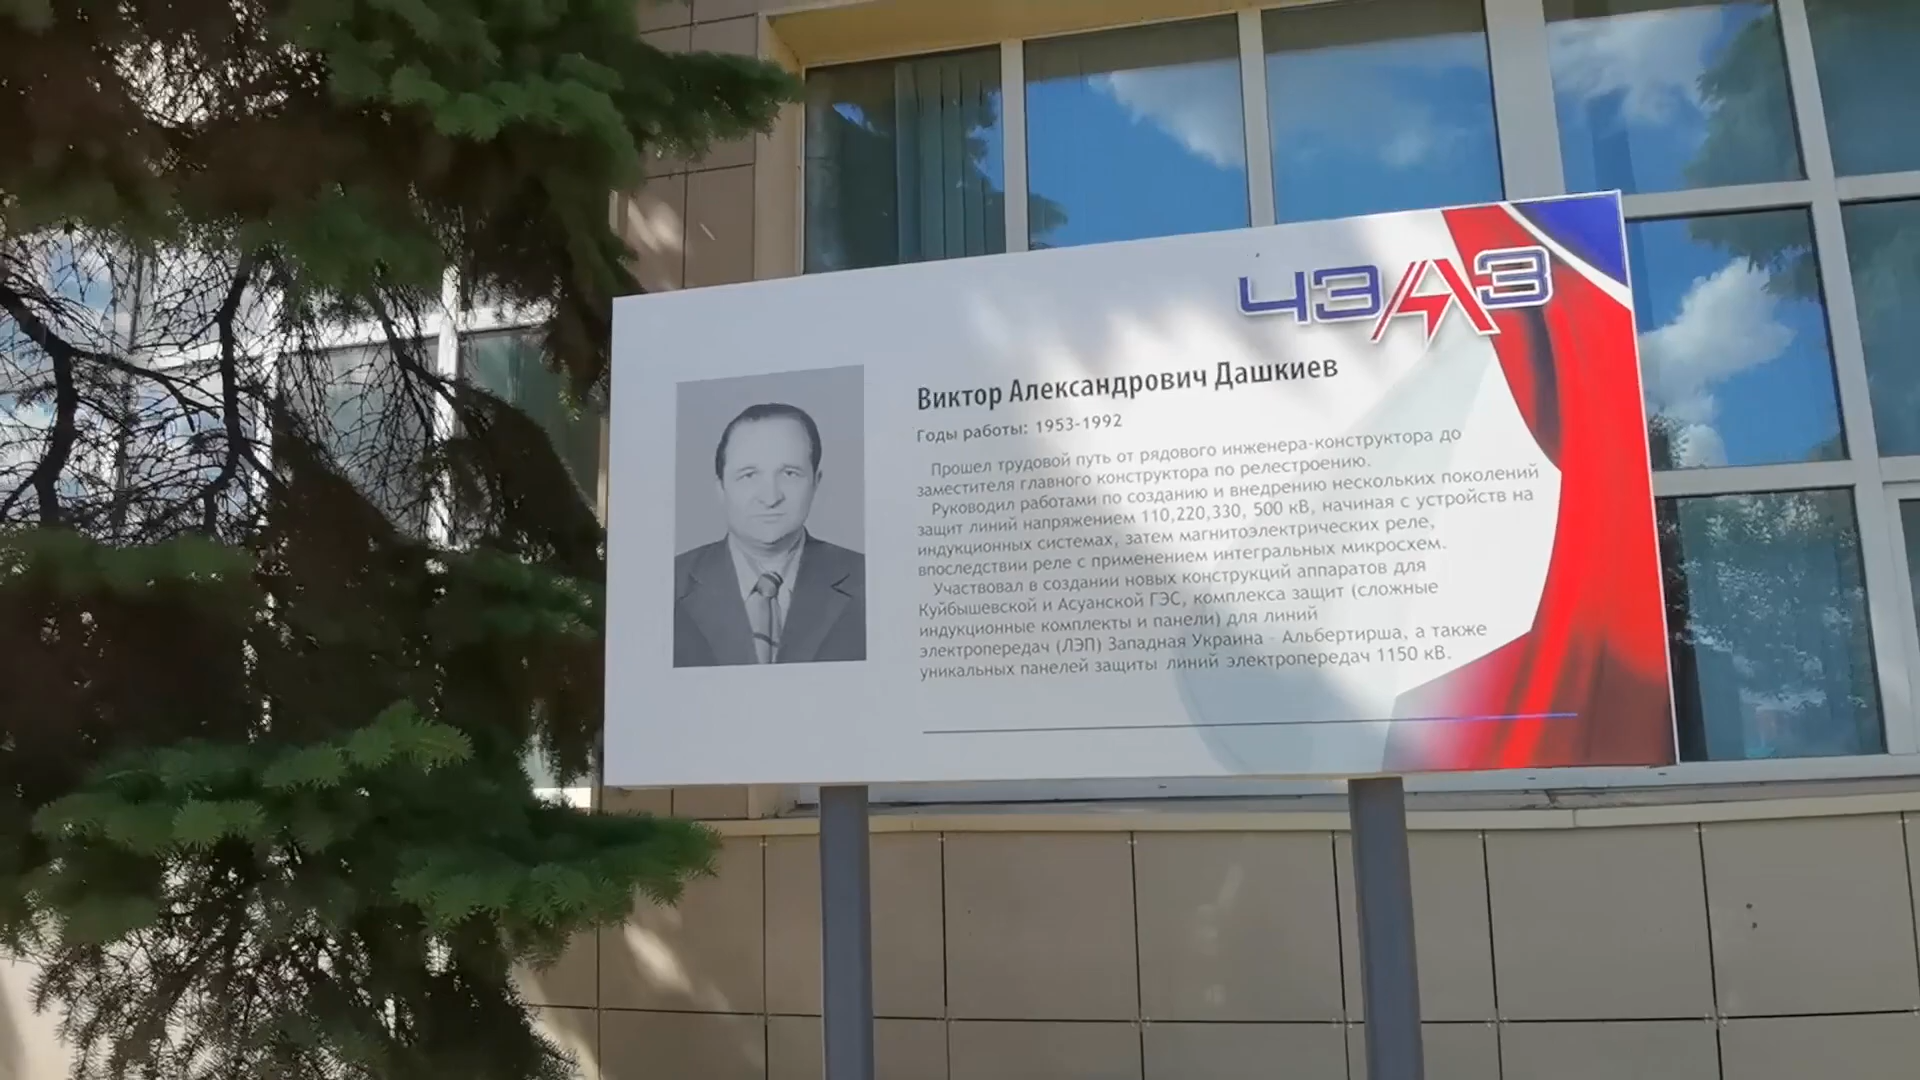 ЧЭАЗ
Виктор Александрович Дашкиев
Годы работы: 1953-1992
Прошел трудовой путь от рядового инженера-конструктора до
заместителя главного конструктора по релестроению.
Руководил работами по созданию и внедрению нескольких поколений
защит линий напряжением 110,220,330, 500 кВ, начиная с устройств на
индукционных системах, затем магнитоэлектрических реле,
впоследствии реле с применением интегральных микросхем.
Участвовал в создании новых конструкций аппаратов для
Куйбышевской и Асуанской ГЭС, комплекса защит (сложные
индукционные комплекты и панели) для линий
электропередач (ЛЭП) Западная Украина - Альбертирша, а также
уникальных панелей защиты линий электропередач 1150 кВ.